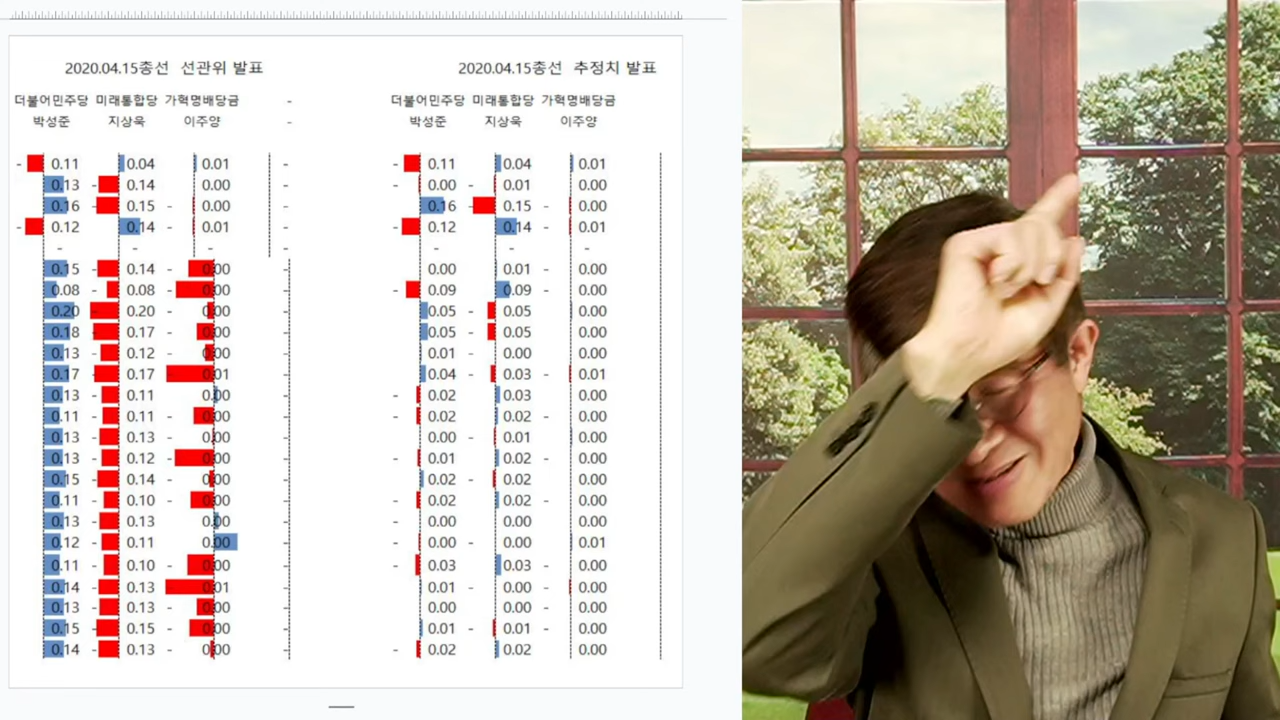 2020.04.15총선 선관위 발표 2020.04.15총선 추정치 발표
더불어민주당 미래통합당 가혁명배당금 - 더불어민주당 미래통합당 가혁명배당금
박성준 지상욱 이주양 - 박성준 지상욱 이주양
- 0.11 0.04 0.01 - - 0.11 0.04 0.01
0.13 - 0.14 0.00 - - 0.00 - 0.01 - 0.00
0.16 - 0.15 - 0.00 - 0.16 - 0.15 - 0.00
- 0.12 0.14 - 0.01 - - 0.12 0.14 - 0.01
- - - -
0.15 - 0.14 - 0.00 - 0.00 0.01 - 0.00
0.08 - 0.08 - 0.00 - - 0.09 0.09 0.00
0.20 - 0.20 - 0.00 - 0.05 - 0.05 0.00
0.18 - 0.17 - 0.00 - 0.05 - 0.05 - 0.00
0.13 - 0.12 - 0.00 - 0.01 - 0.00 - 0.00
0.17 - 0.17 - 0.01 - 0.04 - 0.03 - 0.01
0.13 - 0.11 0.00 - - 0.02 0.03 - 0.00
0.11 - 0.11 - 0.00 - - 0.02 0.02 - 0.00
0.13 - 0.13 0.00 - 0.00 - 0.01 0.00
0.13 - 0.12 - 0.00 - - 0.01 0.02 - 0.00
0.15 - 0.14 - 0.00 - 0.02 - 0.02 - 0.00
0.11 - 0.10 - 0.00 - - 0.02 0.02 - 0.00
0.13 - 0.13 0.00 - - 0.00 0.00 0.00
0.12 - 0.11 0.00 - - 0.00 - 0.00 0.01
0.11 - 0.10 - 0.00 - - 0.03 0.03 - 0.00
0.14 - 0.13 - 0.01 - 0.01 - 0.00 - 0.00
0.13 - 0.13 - 0.00 - - 0.00 0.00 - 0.00
0.15 - 0.15 - 0.00 - 0.01 - 0.01 - 0.00
0.14 - 0.13 - 0.00 - - 0.02 0.02 - 0.00